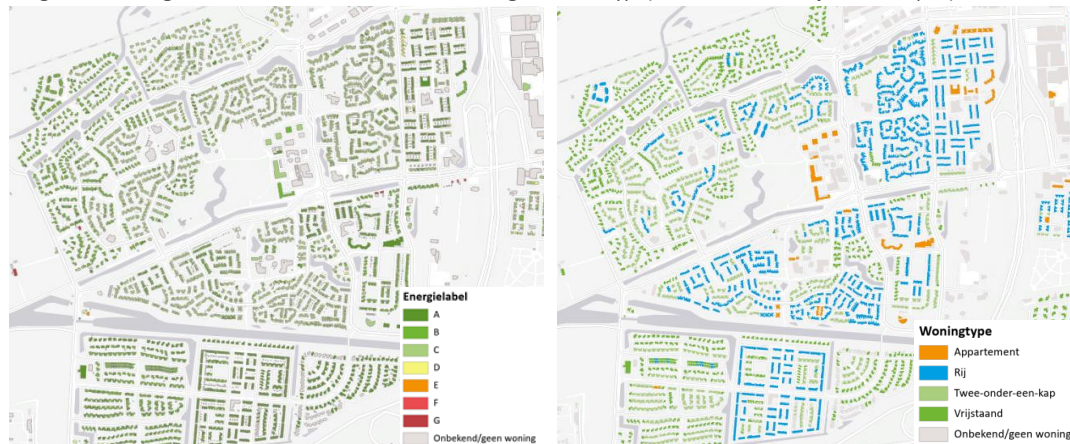 Energielabel
A
B
C
D
E
F
G
Onbekend/geen woning
Woningtype
Appartement
Rij
Twee-onder-een-kap
Vrijstaand
Onbekend/geen woning